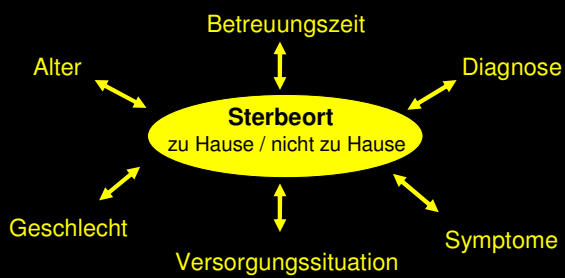 Betreuungszeit
Alter
Diagnose
Sterbeort
zu Hause / nicht zu Hause
Geschlecht
Symptome
Versorgungssituation